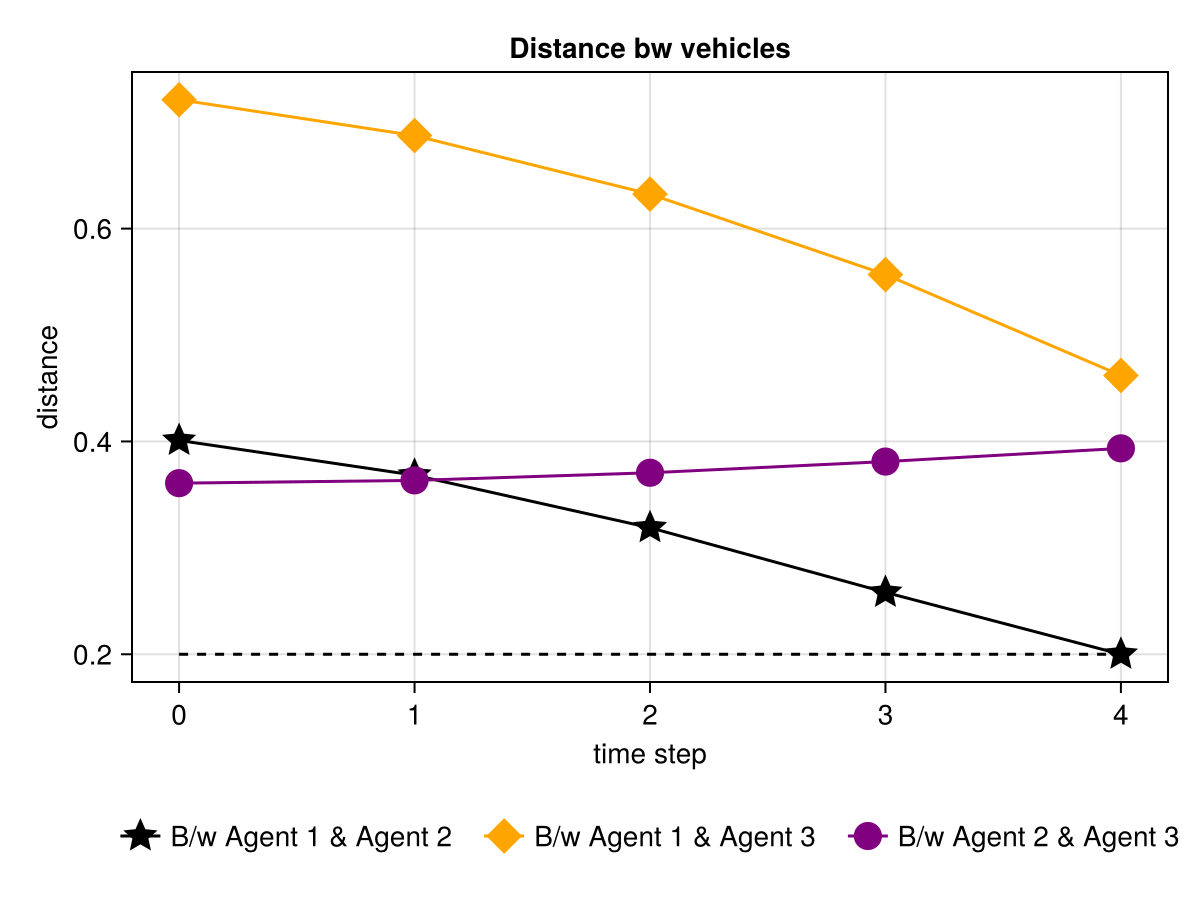 Distance bw vehicles
distance
0.6
0.4
0.2
0 1 2 3 4
time step
B/w Agent 1 & Agent 2 B/w Agent 1 & Agent 3 B/w Agent 2 & Agent 3